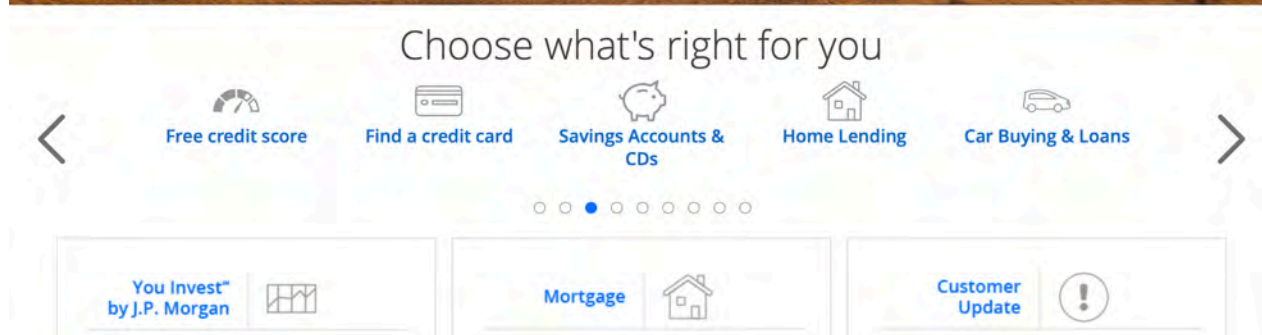 Choose what's right for you
Free credit score
Find a credit card
Savings Accounts &
CDs
Home Lending
Car Buying & Loans
You Invest℠
by J.P. Morgan
Mortgage
Customer
Update